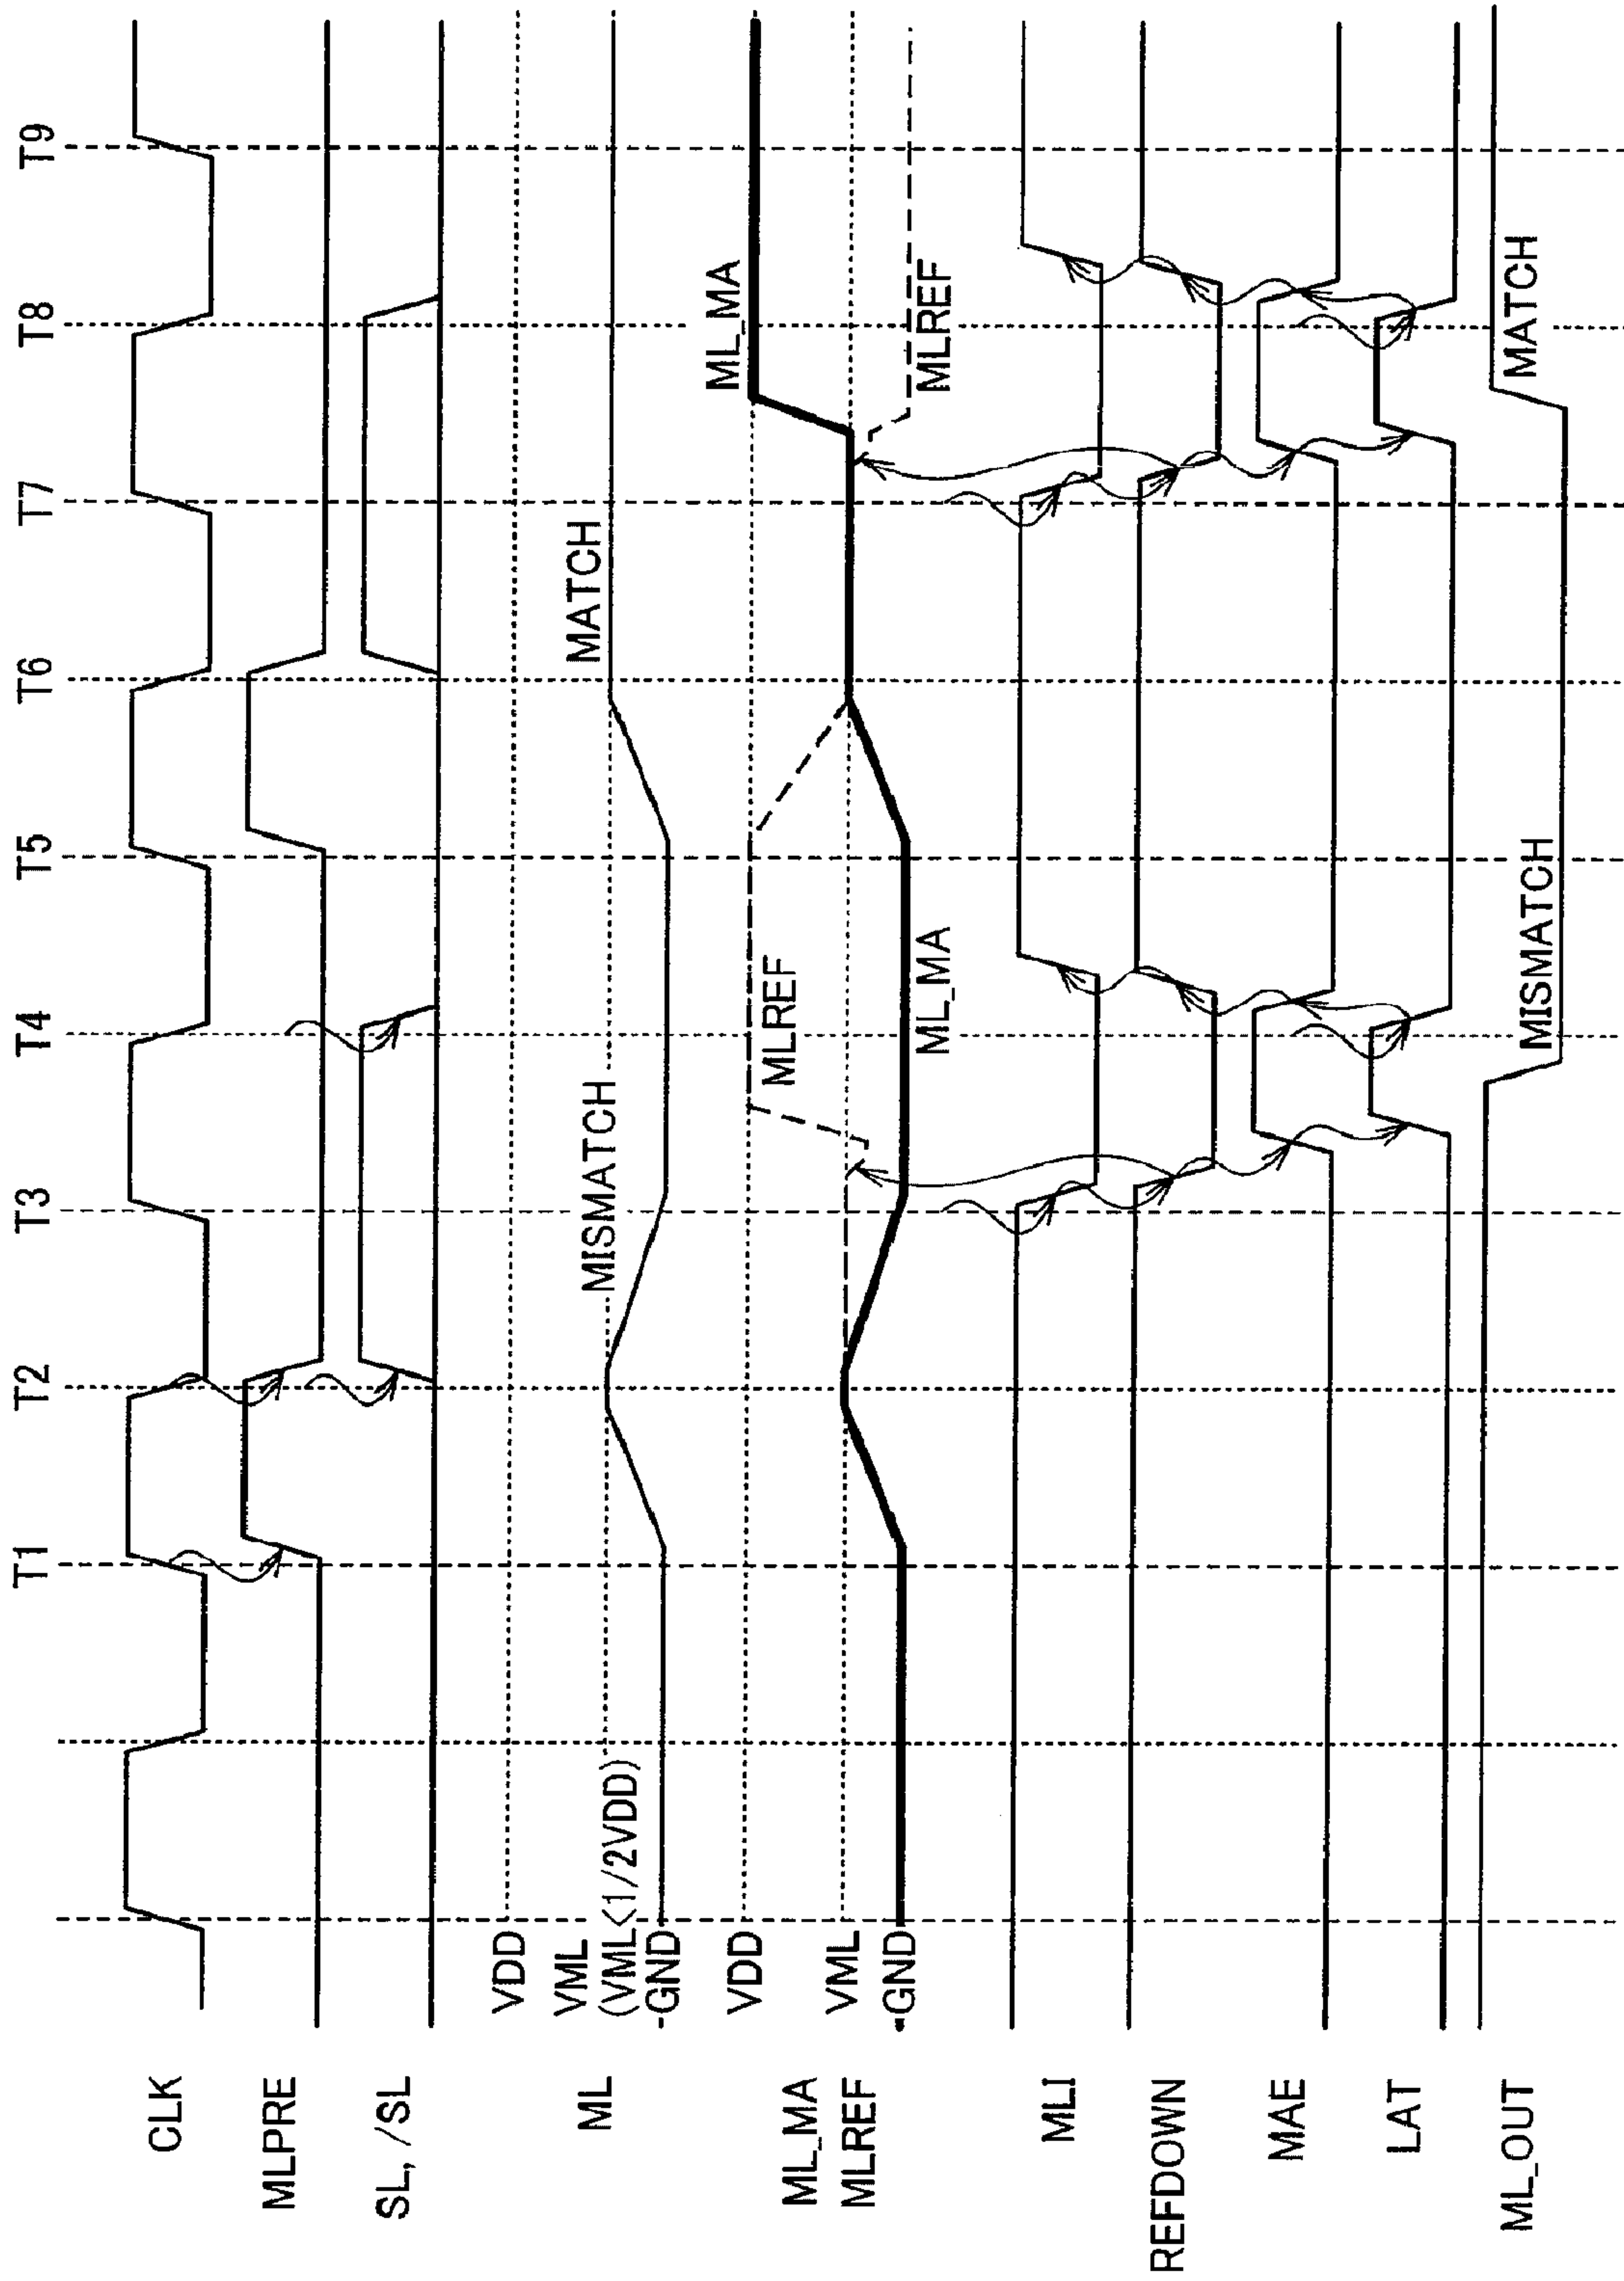 T1 T2 T3 T4 T5 T6 T7 T8 T9
CLK
MLPRE
SL, /SL
VDD
VML
(VML<1/2VDD)
GND
ML
MISMATCH
MATCH
VDD
VML
GND
ML_MA
MLREF
MLREF
ML_MA
ML_MA
MLREF
MLI
REFDOWN
MAE
LAT
ML_OUT
MISMATCH
MATCH